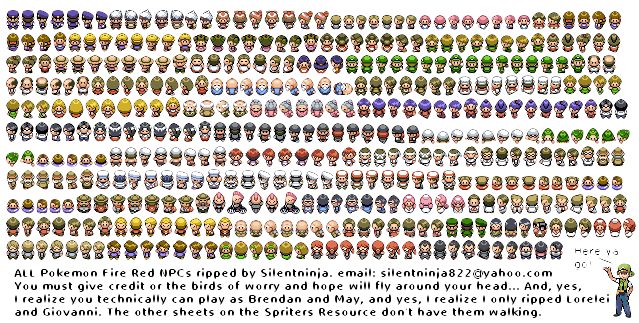 Here ya
go!
ALL Pokemon Fire Red NPCs ripped by Silentninja. email: silentninja822@yahoo.com
You must give credit or the birds of worry and hope will fly around your head... And, yes,
I realize you technically can play as Brendan and May, and yes, I realize I only ripped Lorelei
and Giovanni. The other sheets on the Spriters Resource don't have them walking.